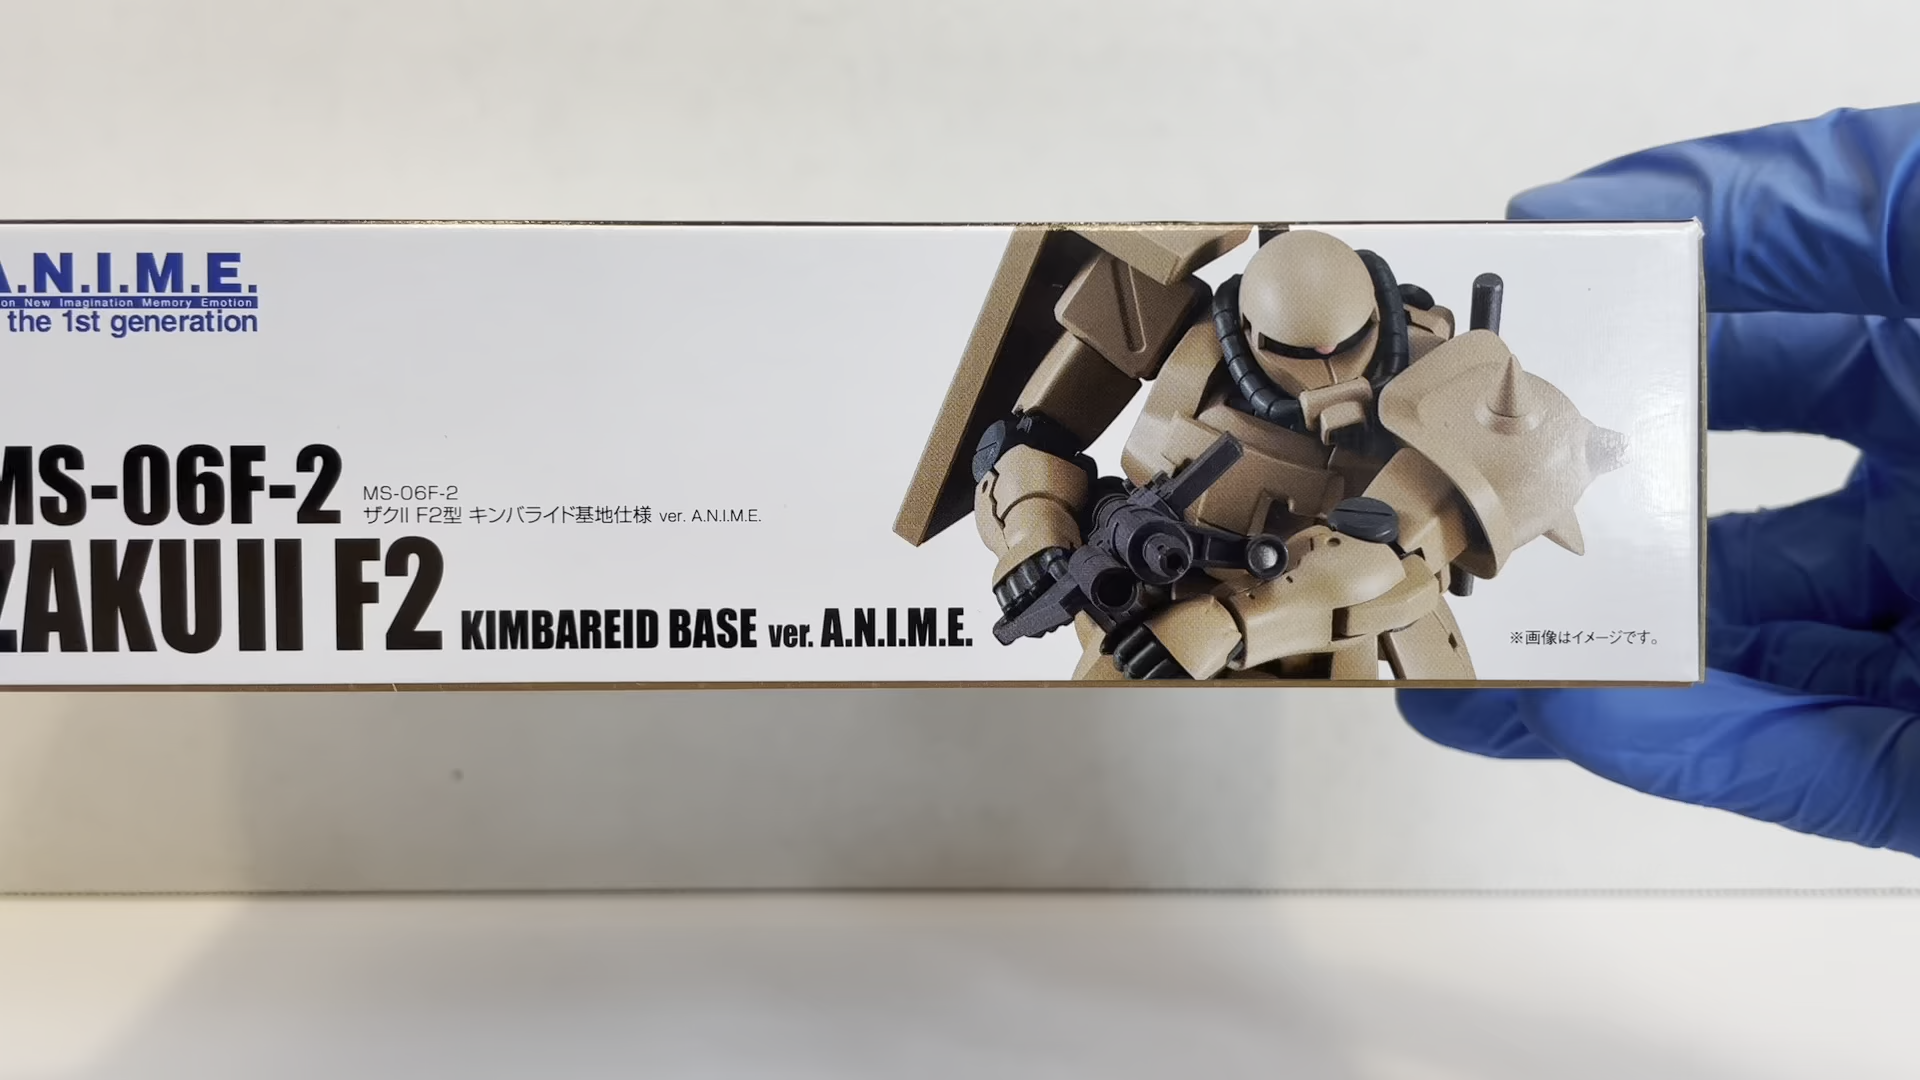 A.N.I.M.E.
on New Imagination Memory Emotion
the 1st generation
MS-06F-2
MS-06F-2
ザクII F2型 キンバライド基地仕様 ver. A.N.I.M.E.
ZAKU II F2 KIMBAREID BASE ver. A.N.I.M.E.
※画像はイメージです。